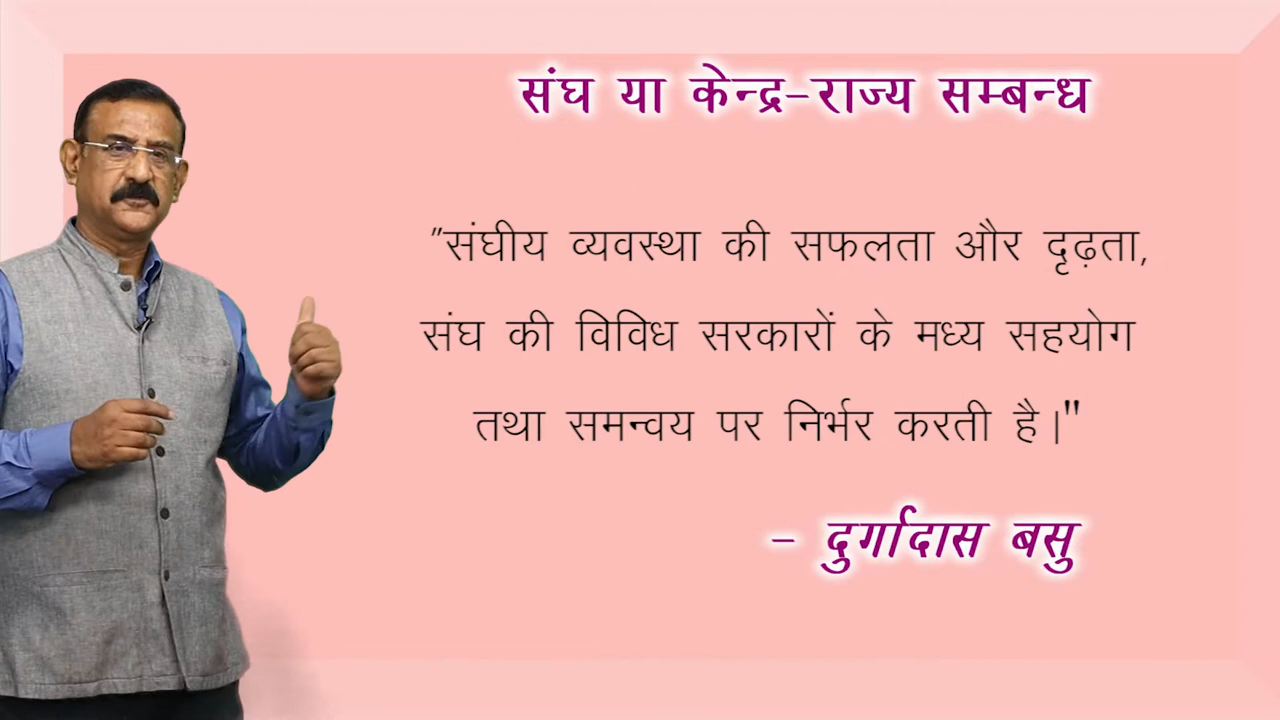 संघ या केन्द्र-राज्य सम्बन्ध
"संघीय व्यवस्था की सफलता और दृढ़ता,
संघ की विविध सरकारों के मध्य सहयोग
तथा समन्वय पर निर्भर करती है।"
- दुर्गादास बसु